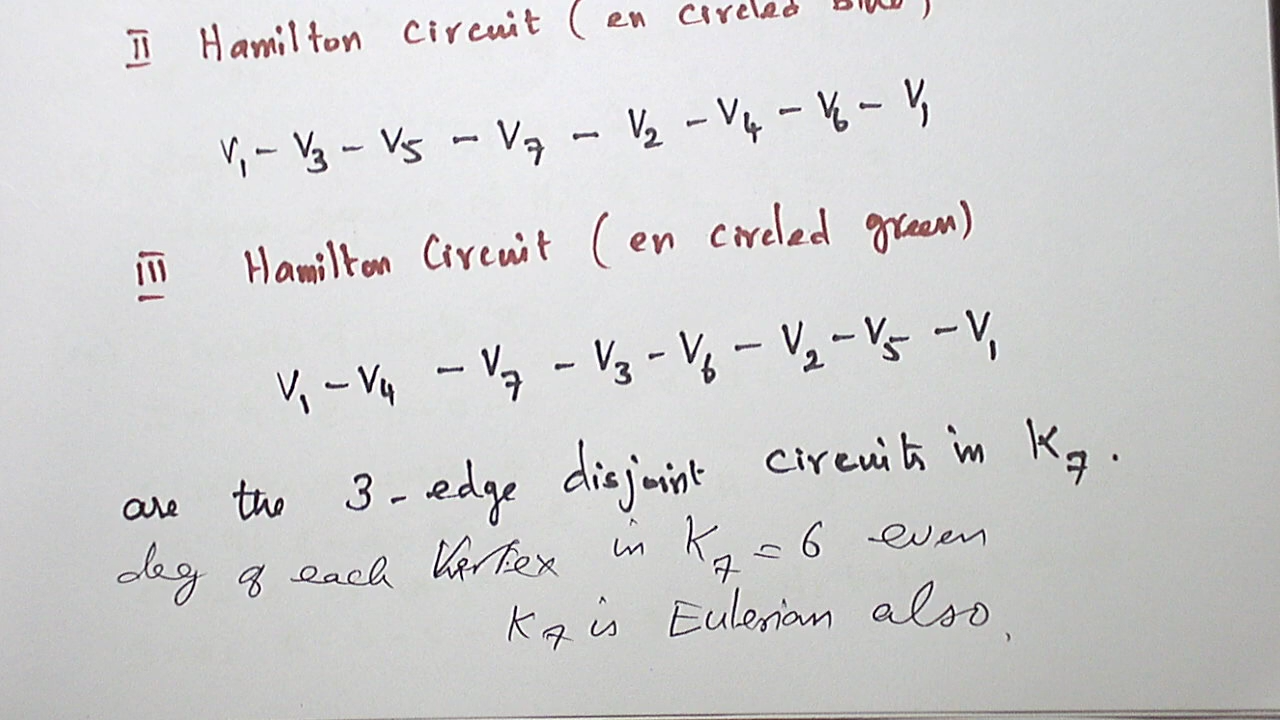 II Hamilton Circuit (en circled blue)
V1 - V3 - V5 - V7 - V2 - V4 - V6 - V1
III Hamilton Circuit (en circled green)
V1 - V4 - V7 - V3 - V6 - V2 - V5 - V1
are the 3-edge disjoint circuits in K7.
deg of each Vertex in K7 = 6 even
K7 is Eulerian also.